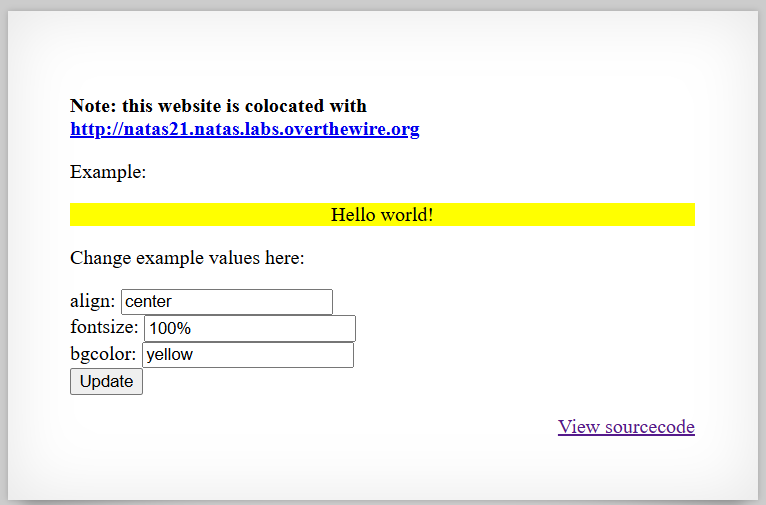 Note: this website is colocated with
http://natas21.natas.labs.overthewire.org
Example:
Hello world!
Change example values here:
align: center
fontsize: 100%
bgcolor: yellow
Update
View sourcecode